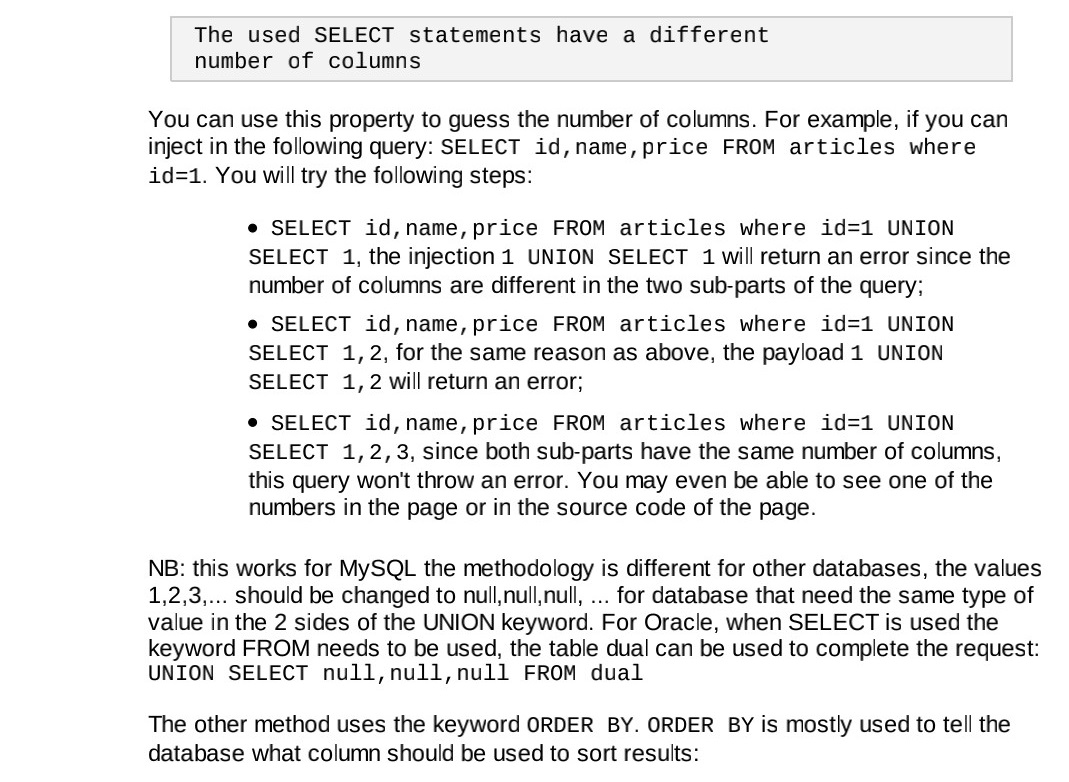 The used SELECT statements have a different
number of columns
You can use this property to guess the number of columns. For example, if you can
inject in the following query: SELECT id,name,price FROM articles where
id=1. You will try the following steps:
• SELECT id,name,price FROM articles where id=1 UNION
SELECT 1, the injection 1 UNION SELECT 1 will return an error since the
number of columns are different in the two sub-parts of the query;
• SELECT id,name,price FROM articles where id=1 UNION
SELECT 1,2, for the same reason as above, the payload 1 UNION
SELECT 1,2 will return an error;
• SELECT id,name,price FROM articles where id=1 UNION
SELECT 1,2,3, since both sub-parts have the same number of columns,
this query won't throw an error. You may even be able to see one of the
numbers in the page or in the source code of the page.
NB: this works for MySQL the methodology is different for other databases, the values
1,2,3,... should be changed to null,null,null, ... for database that need the same type of
value in the 2 sides of the UNION keyword. For Oracle, when SELECT is used the
keyword FROM needs to be used, the table dual can be used to complete the request:
UNION SELECT null,null,null FROM dual
The other method uses the keyword ORDER BY. ORDER BY is mostly used to tell the
database what column should be used to sort results: